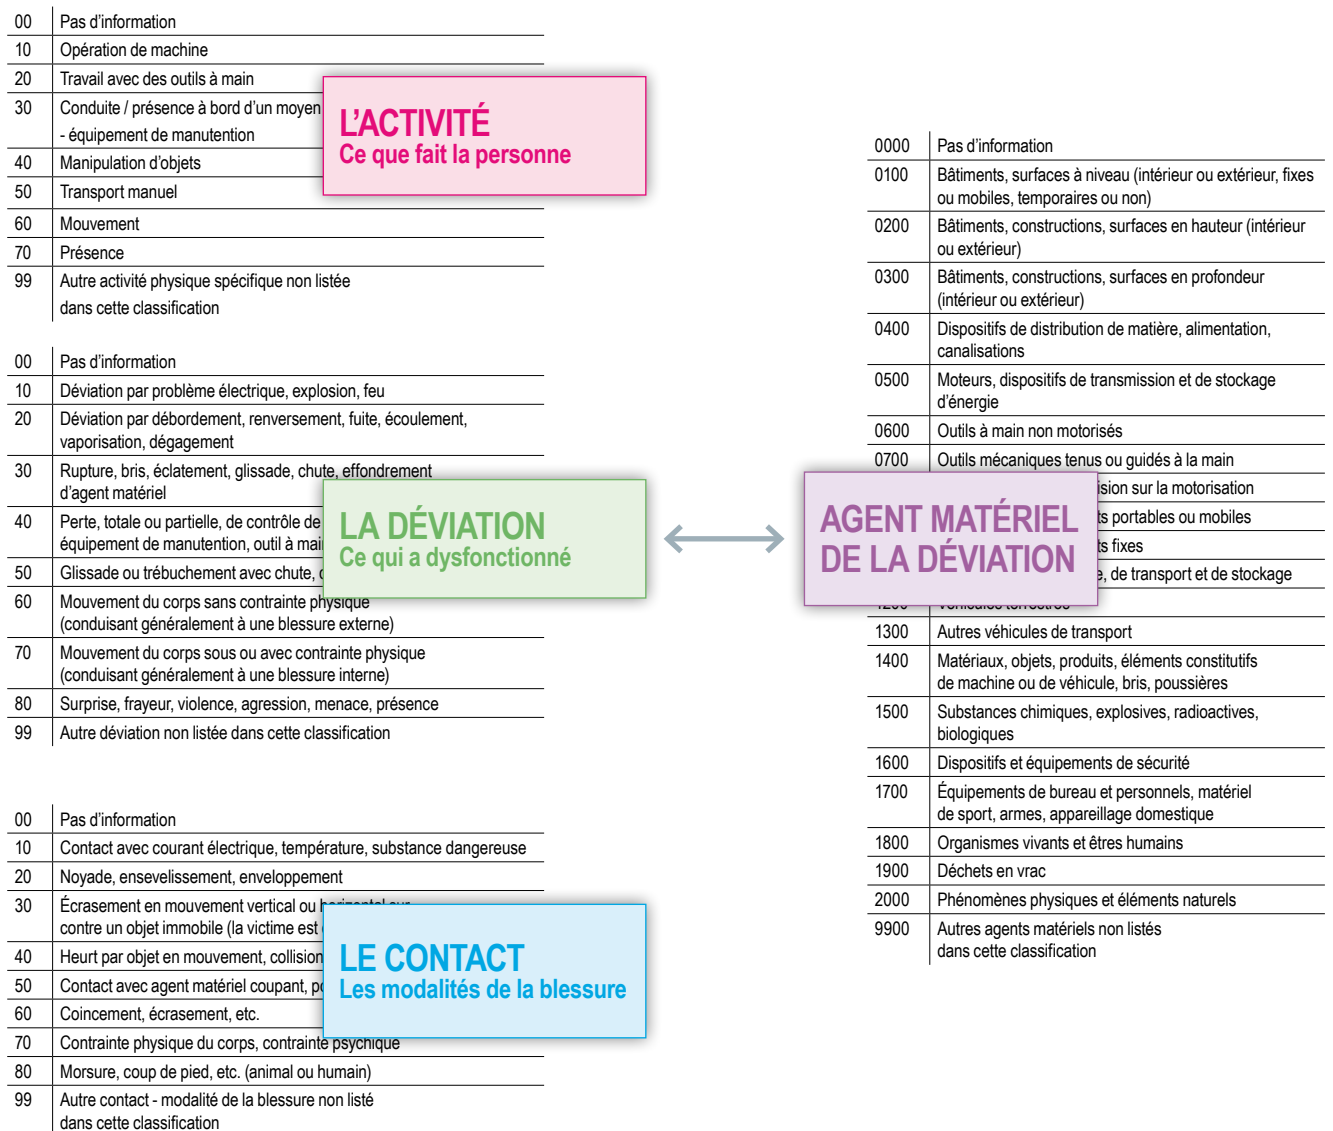 00 Pas d’information
10 Opération de machine
20 Travail avec des outils à main
30 Conduite / présence à bord d’un moyen
- équipement de manutention
40 Manipulation d’objets
50 Transport manuel
60 Mouvement
70 Présence
99 Autre activité physique spécifique non listée
dans cette classification
L’ACTIVITÉ
Ce que fait la personne
00 Pas d’information
10 Déviation par problème électrique, explosion, feu
20 Déviation par débordement, renversement, fuite, écoulement,
vaporisation, dégagement
30 Rupture, bris, éclatement, glissade, chute, effondrement
d’agent matériel
40 Perte, totale ou partielle, de contrôle de
équipement de manutention, outil à main
50 Glissade ou trébuchement avec chute,
60 Mouvement du corps sans contrainte physique
(conduisant généralement à une blessure externe)
70 Mouvement du corps sous ou avec contrainte physique
(conduisant généralement à une blessure interne)
80 Surprise, frayeur, violence, agression, menace, présence
99 Autre déviation non listée dans cette classification
LA DÉVIATION
Ce qui a dysfonctionné
00 Pas d’information
10 Contact avec courant électrique, température, substance dangereuse
20 Noyade, ensevelissement, enveloppement
30 Écrasement en mouvement vertical ou horizontal sur
contre un objet immobile (la victime est
40 Heurt par objet en mouvement, collision
50 Contact avec agent matériel coupant,
60 Coincement, écrasement, etc.
70 Contrainte physique du corps, contrainte psychique
80 Morsure, coup de pied, etc. (animal ou humain)
99 Autre contact - modalité de la blessure non listé
dans cette classification
LE CONTACT
Les modalités de la blessure
0000 Pas d’information
0100 Bâtiments, surfaces à niveau (intérieur ou extérieur, fixes
ou mobiles, temporaires ou non)
0200 Bâtiments, constructions, surfaces en hauteur (intérieur
ou extérieur)
0300 Bâtiments, constructions, surfaces en profondeur
(intérieur ou extérieur)
0400 Dispositifs de distribution de matière, alimentation,
canalisations
0500 Moteurs, dispositifs de transmission et de stockage
d’énergie
0600 Outils à main non motorisés
0700 Outils mécaniques tenus ou guidés à la main
sur la motorisation
portables ou mobiles
fixes
de transport et de stockage
1200 Véhicules terrestres
1300 Autres véhicules de transport
1400 Matériaux, objets, produits, éléments constitutifs
de machine ou de véhicule, bris, poussières
1500 Substances chimiques, explosives, radioactives,
biologiques
1600 Dispositifs et équipements de sécurité
1700 Équipements de bureau et personnels, matériel
de sport, armes, appareillage domestique
1800 Organismes vivants et êtres humains
1900 Déchets en vrac
2000 Phénomènes physiques et éléments naturels
9900 Autres agents matériels non listés
dans cette classification
AGENT MATÉRIEL
DE LA DÉVIATION